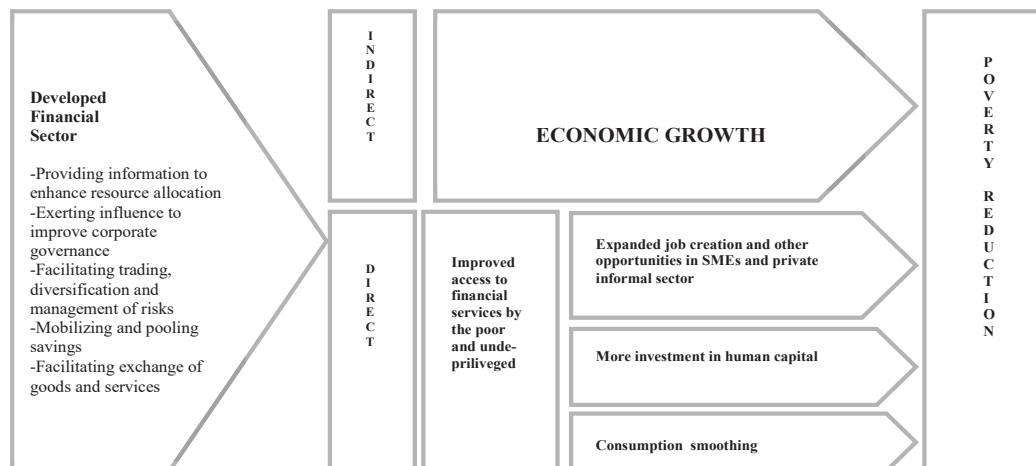 Developed
Financial
Sector
-Providing information to
enhance resource allocation
-Exerting influence to
improve corporate
governance
-Facilitating trading,
diversification and
management of risks
-Mobilizing and pooling
savings
-Facilitating exchange of
goods and services
I
N
D
I
R
E
C
T
ECONOMIC GROWTH
D
I
R
E
C
T
Improved
access to
financial
services by
the poor
and unde-
priliveged
Expanded job creation and other
opportunities in SMEs and private
informal sector
More investment in human capital
Consumption smoothing
P
O
V
E
R
T
Y
R
E
D
U
C
T
I
O
N